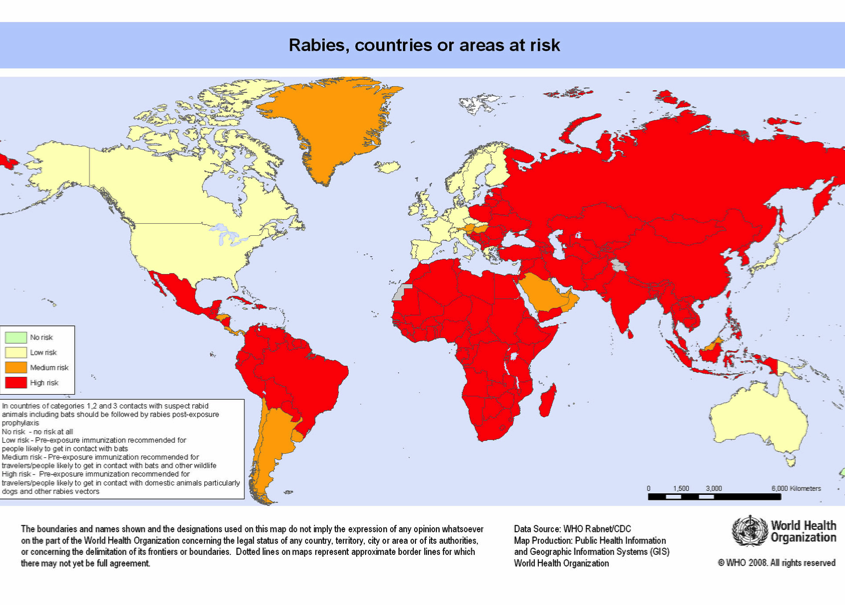 Rabies, countries or areas at risk
No risk
Low risk
Medium risk
High risk
In countries of categories 1,2 and 3 contacts with suspect rabid
animals including bats should be followed by rabies post-exposure
prophylaxis
No risk - no risk at all
Low risk - Pre-exposure immunization recommended for
people likely to get in contact with bats
Medium risk - Pre-exposure immunization recommended for
travelers/people likely to get in contact with bats and other wildlife
High risk - Pre-exposure immunization recommended for
travelers/people likely to get in contact with domestic animals particularly
dogs and other rabies vectors
0 1,500 3,000 6,000 Kilometers
The boundaries and names shown and the designations used on this map do not imply the expression of any opinion whatsoever
on the part of the World Health Organization concerning the legal status of any country, territory, city or area or of its authorities,
or concerning the delimitation of its frontiers or boundaries. Dotted lines on maps represent approximate border lines for which
there may not yet be full agreement.
Data Source: WHO Rabnet/CDC
Map Production: Public Health Information
and Geographic Information Systems (GIS)
World Health Organization
World Health
Organization
© WHO 2008. All rights reserved